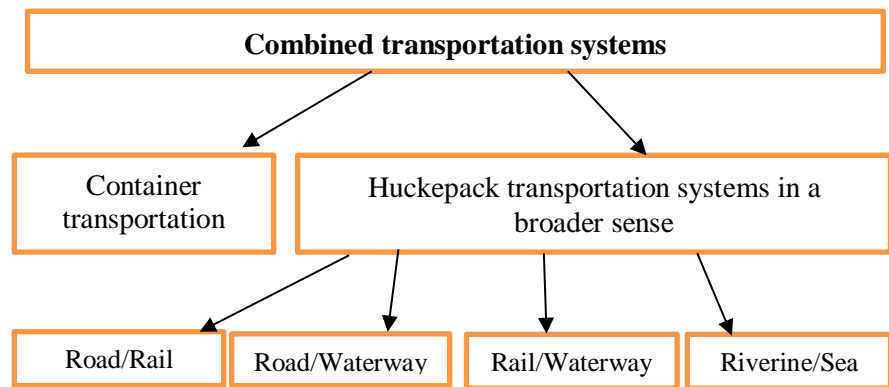 Combined transportation systems
Container
transportation
Huckepack transportation systems in a
broader sense
Road/Rail
Road/Waterway
Rail/Waterway
Riverine/Sea